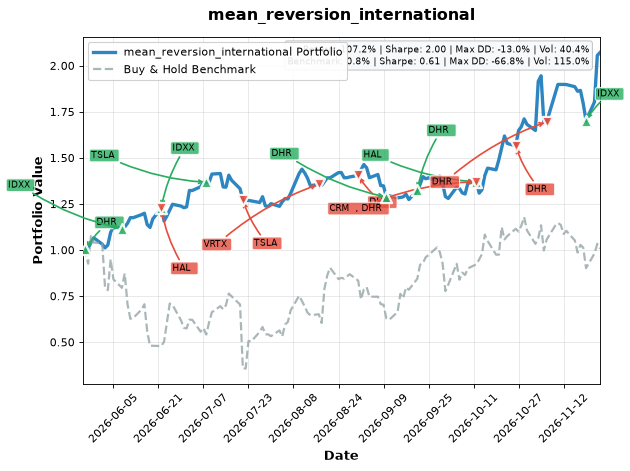 mean_reversion_international
mean_reversion_international Portfolio
Buy & Hold Benchmark
07.2% | Sharpe: 2.00 | Max DD: -13.0% | Vol: 40.4%
0.8% | Sharpe: 0.61 | Max DD: -66.8% | Vol: 115.0%
2.00
1.75
1.50
1.25
1.00
0.75
0.50
Portfolio Value
IDXX
DHR
TSLA
IDXX
HAL
VRTX
TSLA
DHR
CRM , DHR
HAL
DHR
DHR
DHR
IDXX
2026-06-05
2026-06-21
2026-07-07
2026-07-23
2026-08-08
2026-08-24
2026-09-09
2026-09-25
2026-10-11
2026-10-27
2026-11-12
Date